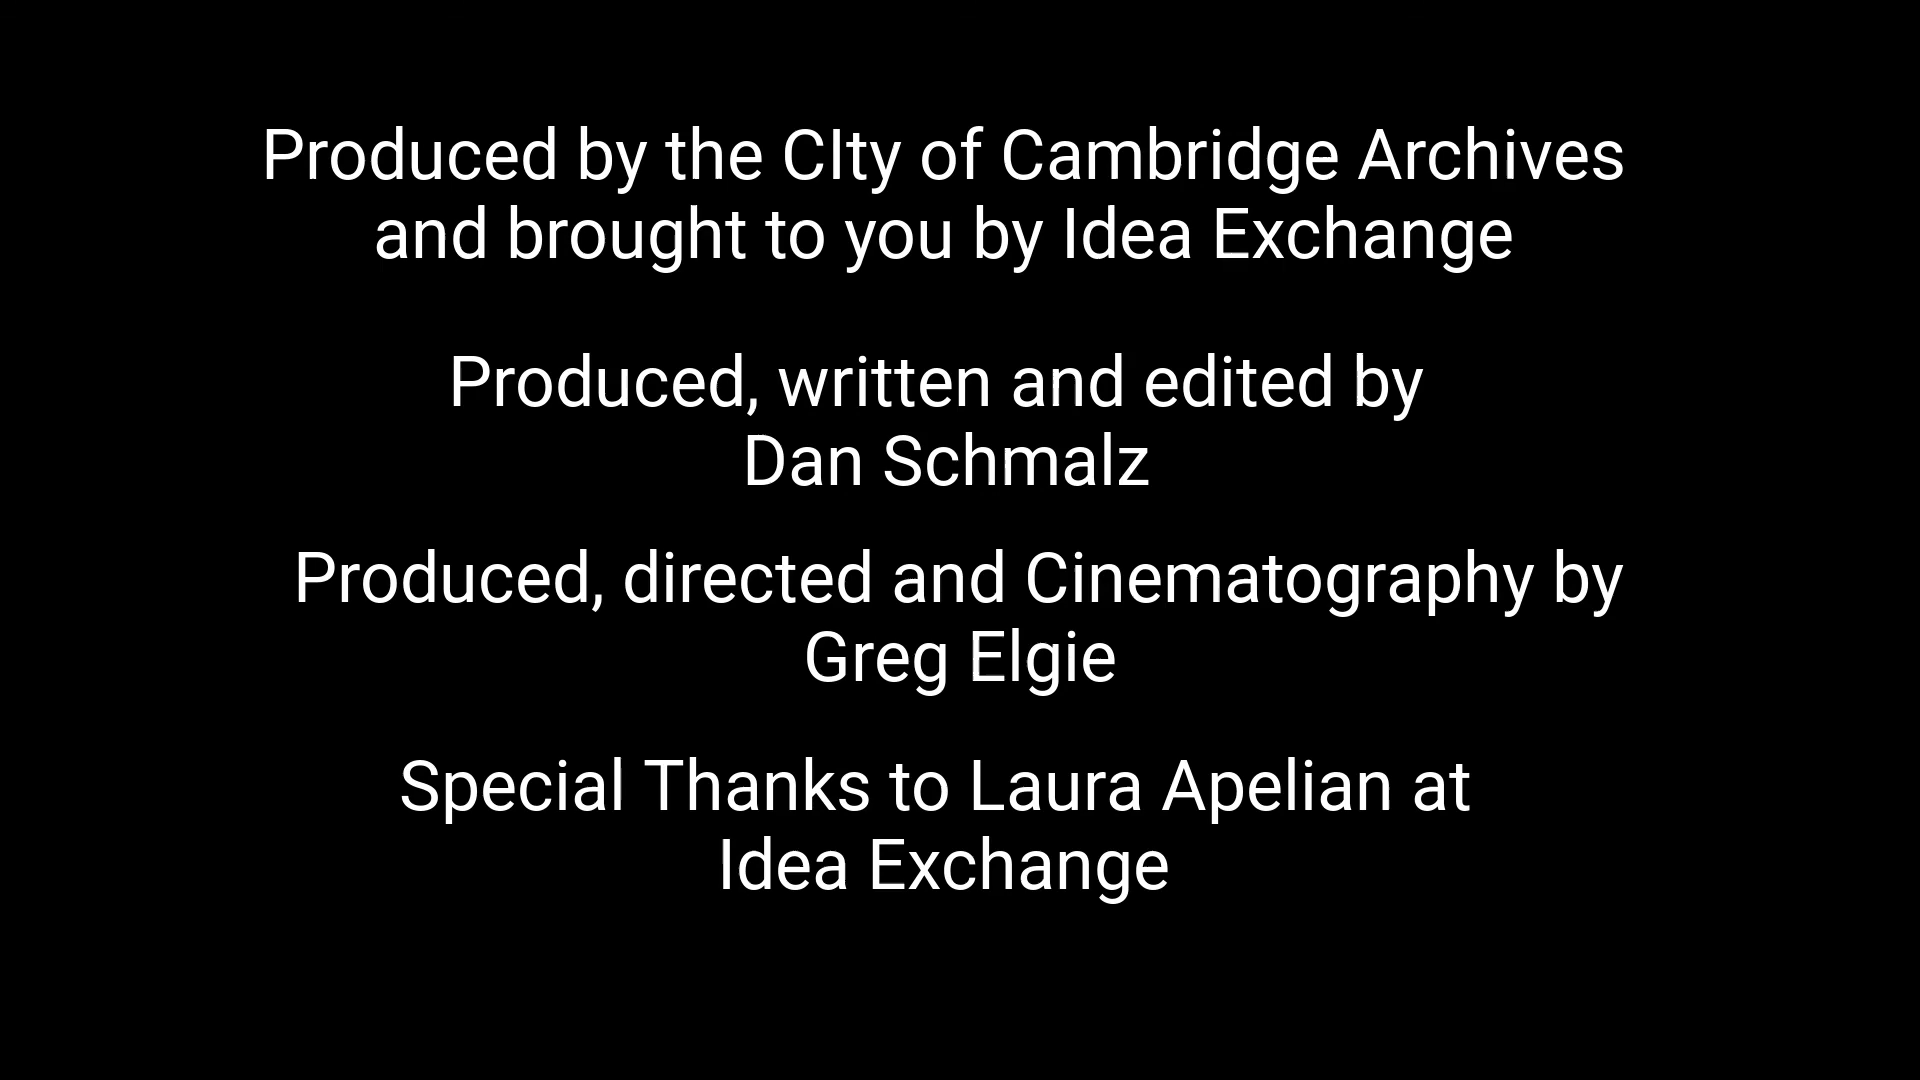 Produced by the CIty of Cambridge Archives
and brought to you by Idea Exchange
Produced, written and edited by
Dan Schmalz
Produced, directed and Cinematography by
Greg Elgie
Special Thanks to Laura Apelian at
Idea Exchange